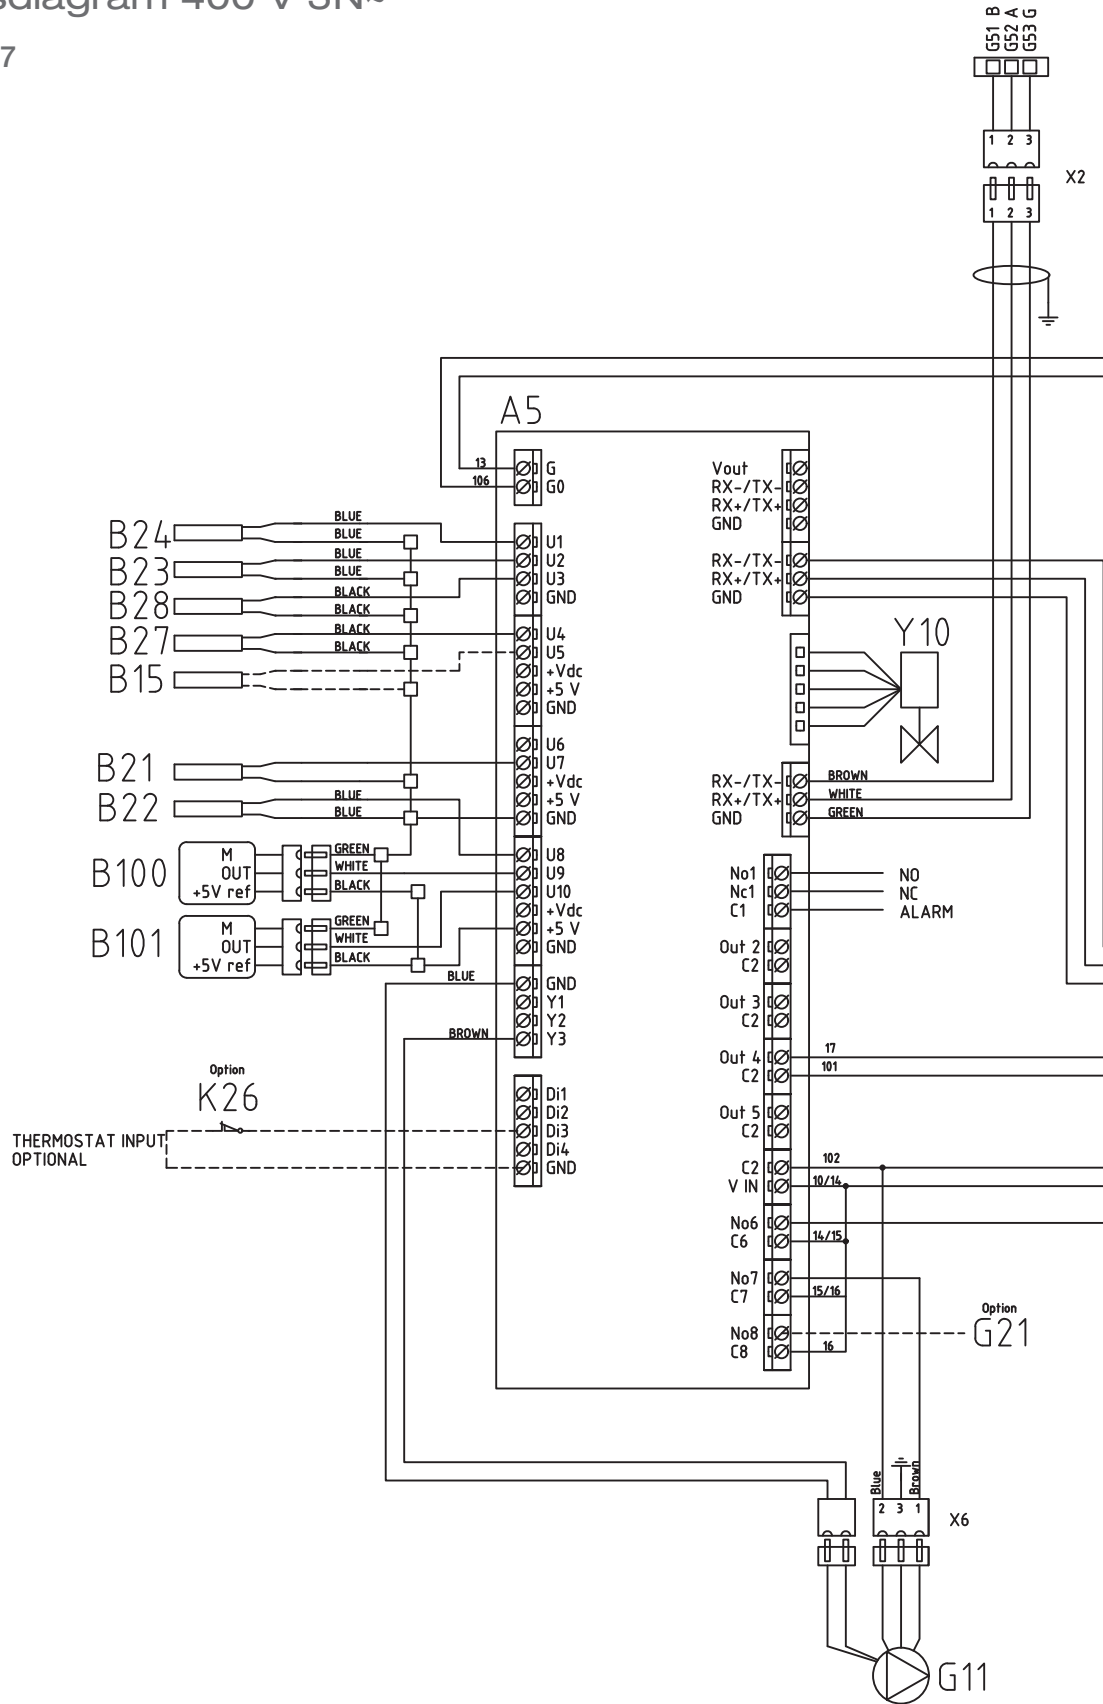 sdiagram 400 V 3N~
7
G51 B
G52 A
G53 G
1 2 3
X2
1 2 3
A5
13 G
106 G0
Vout
RX-/TX-
RX+/TX+
GND
B24
BLUE
BLUE
B23
BLUE
BLUE
B28
BLACK
BLACK
B27
BLACK
BLACK
B15
U1
U2
U3
GND
U4
U5
+Vdc
+5 V
GND
RX-/TX-
RX+/TX+
GND
Y10
B21
B22
BLUE
BLUE
U6
U7
+Vdc
+5 V
GND
RX-/TX- BROWN
RX+/TX+ WHITE
GND GREEN
B100
M GREEN
OUT WHITE
+5V ref BLACK
B101
M GREEN
OUT WHITE
+5V ref BLACK
U8
U9
U10
+Vdc
+5 V
GND
No1 NO
Nc1 NC
C1 ALARM
Out 2
C2
BLUE GND
Y1
Y2
BROWN Y3
Out 3
C2
Out 4 17
C2 101
Option
K26
THERMOSTAT INPUT
OPTIONAL
Di1
Di2
Di3
Di4
GND
Out 5
C2
C2 102
V IN 10/14
No6
C6 14/15
No7
C7 15/16
No8
C8 16
Option
G21
Blue
Brown
2 3 1
X6
G11